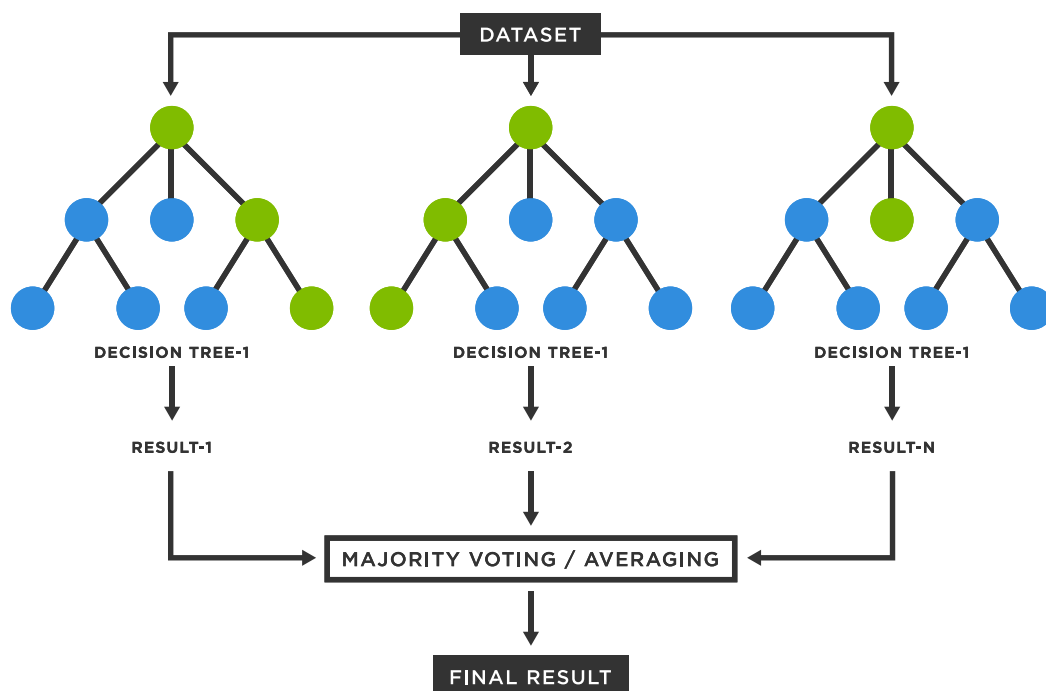 DATASET
DECISION TREE-1
DECISION TREE-1
DECISION TREE-1
RESULT-1
RESULT-2
RESULT-N
MAJORITY VOTING / AVERAGING
FINAL RESULT